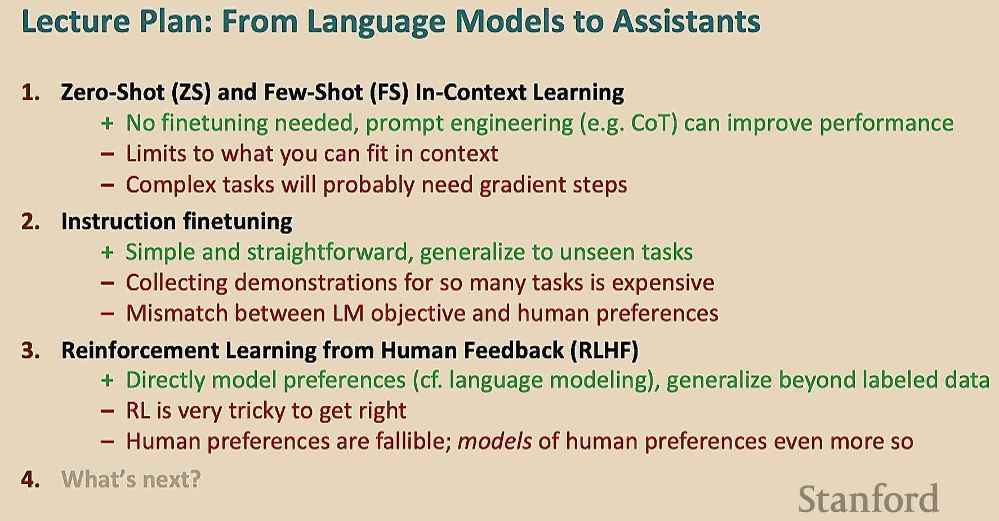 Lecture Plan: From Language Models to Assistants
1. Zero-Shot (ZS) and Few-Shot (FS) In-Context Learning
+ No finetuning needed, prompt engineering (e.g. CoT) can improve performance
– Limits to what you can fit in context
– Complex tasks will probably need gradient steps
2. Instruction finetuning
+ Simple and straightforward, generalize to unseen tasks
– Collecting demonstrations for so many tasks is expensive
– Mismatch between LM objective and human preferences
3. Reinforcement Learning from Human Feedback (RLHF)
+ Directly model preferences (cf. language modeling), generalize beyond labeled data
– RL is very tricky to get right
– Human preferences are fallible; models of human preferences even more so
4. What’s next?
Stanford